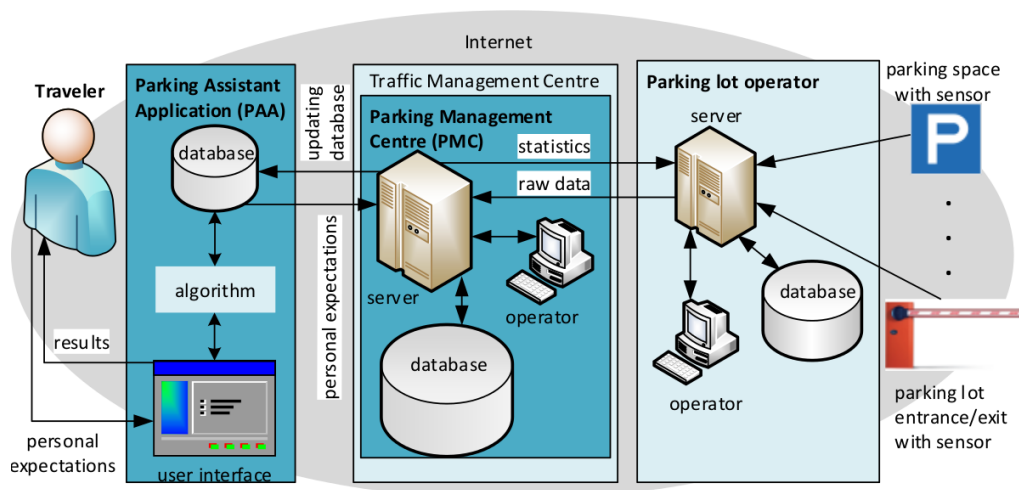 Internet
Traveler
Parking Assistant
Application (PAA)
database
algorithm
user interface
results
personal
expectations
updating
database
personal expectations
Traffic Management Centre
Parking Management
Centre (PMC)
server
operator
database
statistics
raw data
Parking lot operator
server
database
operator
parking space
with sensor
P
parking lot
entrance/exit
with sensor